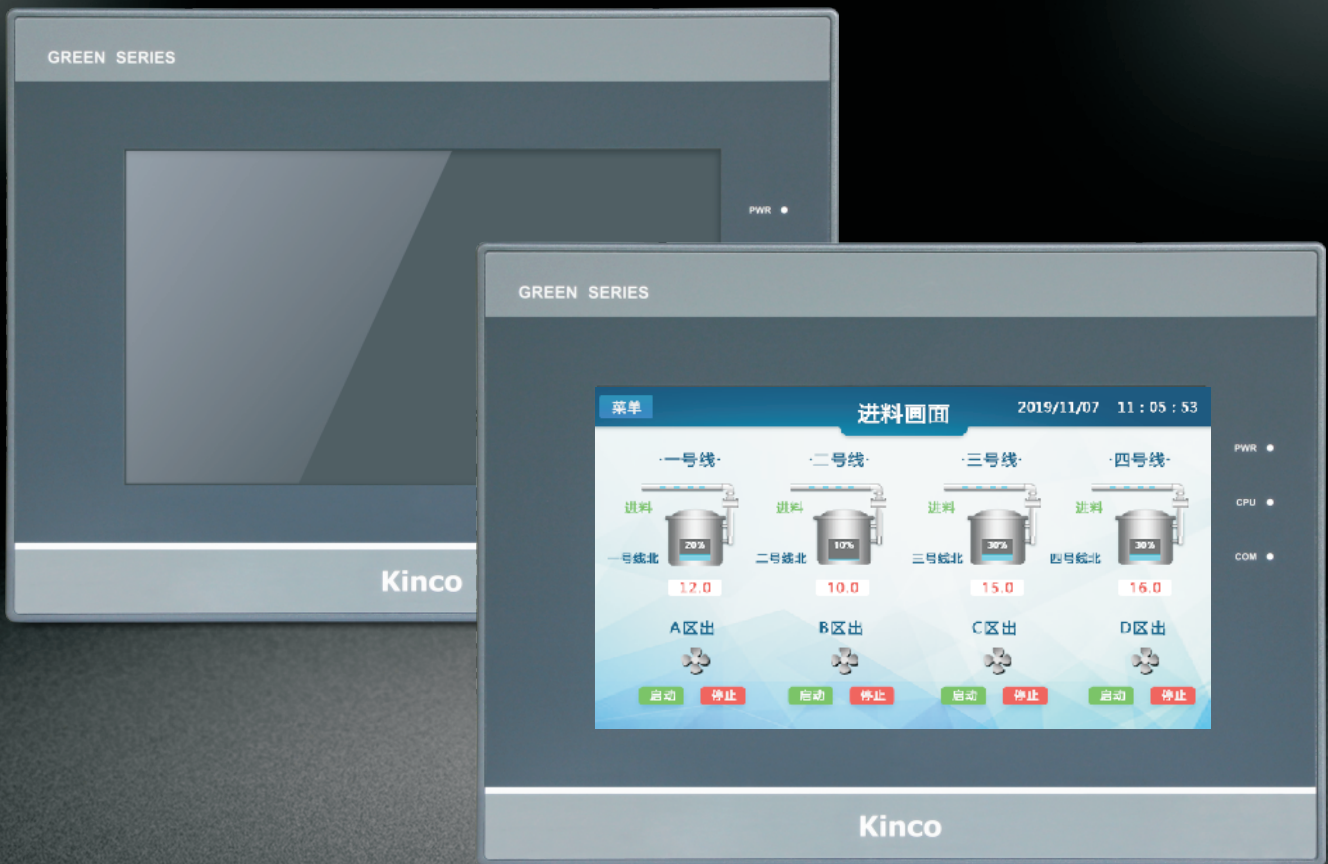 GREEN SERIES
PWR
Kinco
GREEN SERIES
菜单 进料画面 2019/11/07 11:05:53
·一号线· ·二号线· ·三号线· ·四号线·
进料 进料 进料 进料
20% 10% 30% 30%
一号线北 二号线北 三号线北 四号线北
12.0 10.0 15.0 16.0
A区出 B区出 C区出 D区出
启动 停止 启动 停止 启动 停止 启动 停止
PWR
CPU
COM
Kinco